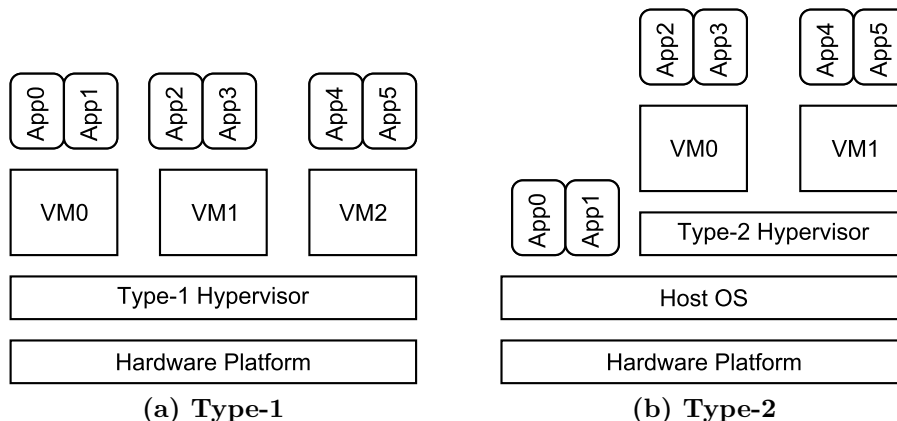 App0 App1 App2 App3 App4 App5
VM0 VM1 VM2
Type-1 Hypervisor
Hardware Platform
(a) Type-1
App2 App3 App4 App5
VM0 VM1
App0 App1
Type-2 Hypervisor
Host OS
Hardware Platform
(b) Type-2